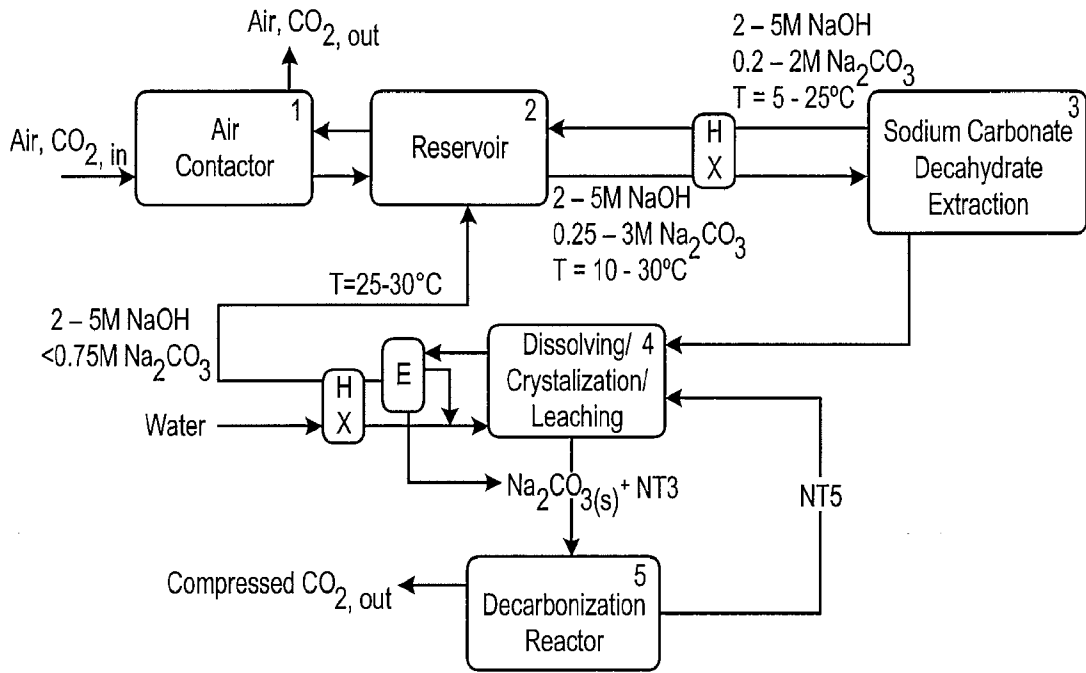 Air, CO2, out
2 – 5M NaOH
0.2 – 2M Na2CO3
T = 5 - 25ºC
1
Air
Contactor
2
Reservoir
H
X
3
Sodium Carbonate
Decahydrate
Extraction
Air, CO2, in
2 – 5M NaOH
0.25 – 3M Na2CO3
T = 10 - 30ºC
T=25-30°C
2 – 5M NaOH
<0.75M Na2CO3
H
X
E
Dissolving/ 4
Crystalization/
Leaching
Water
Na2CO3(s)+ NT3
NT5
Compressed CO2, out
5
Decarbonization
Reactor